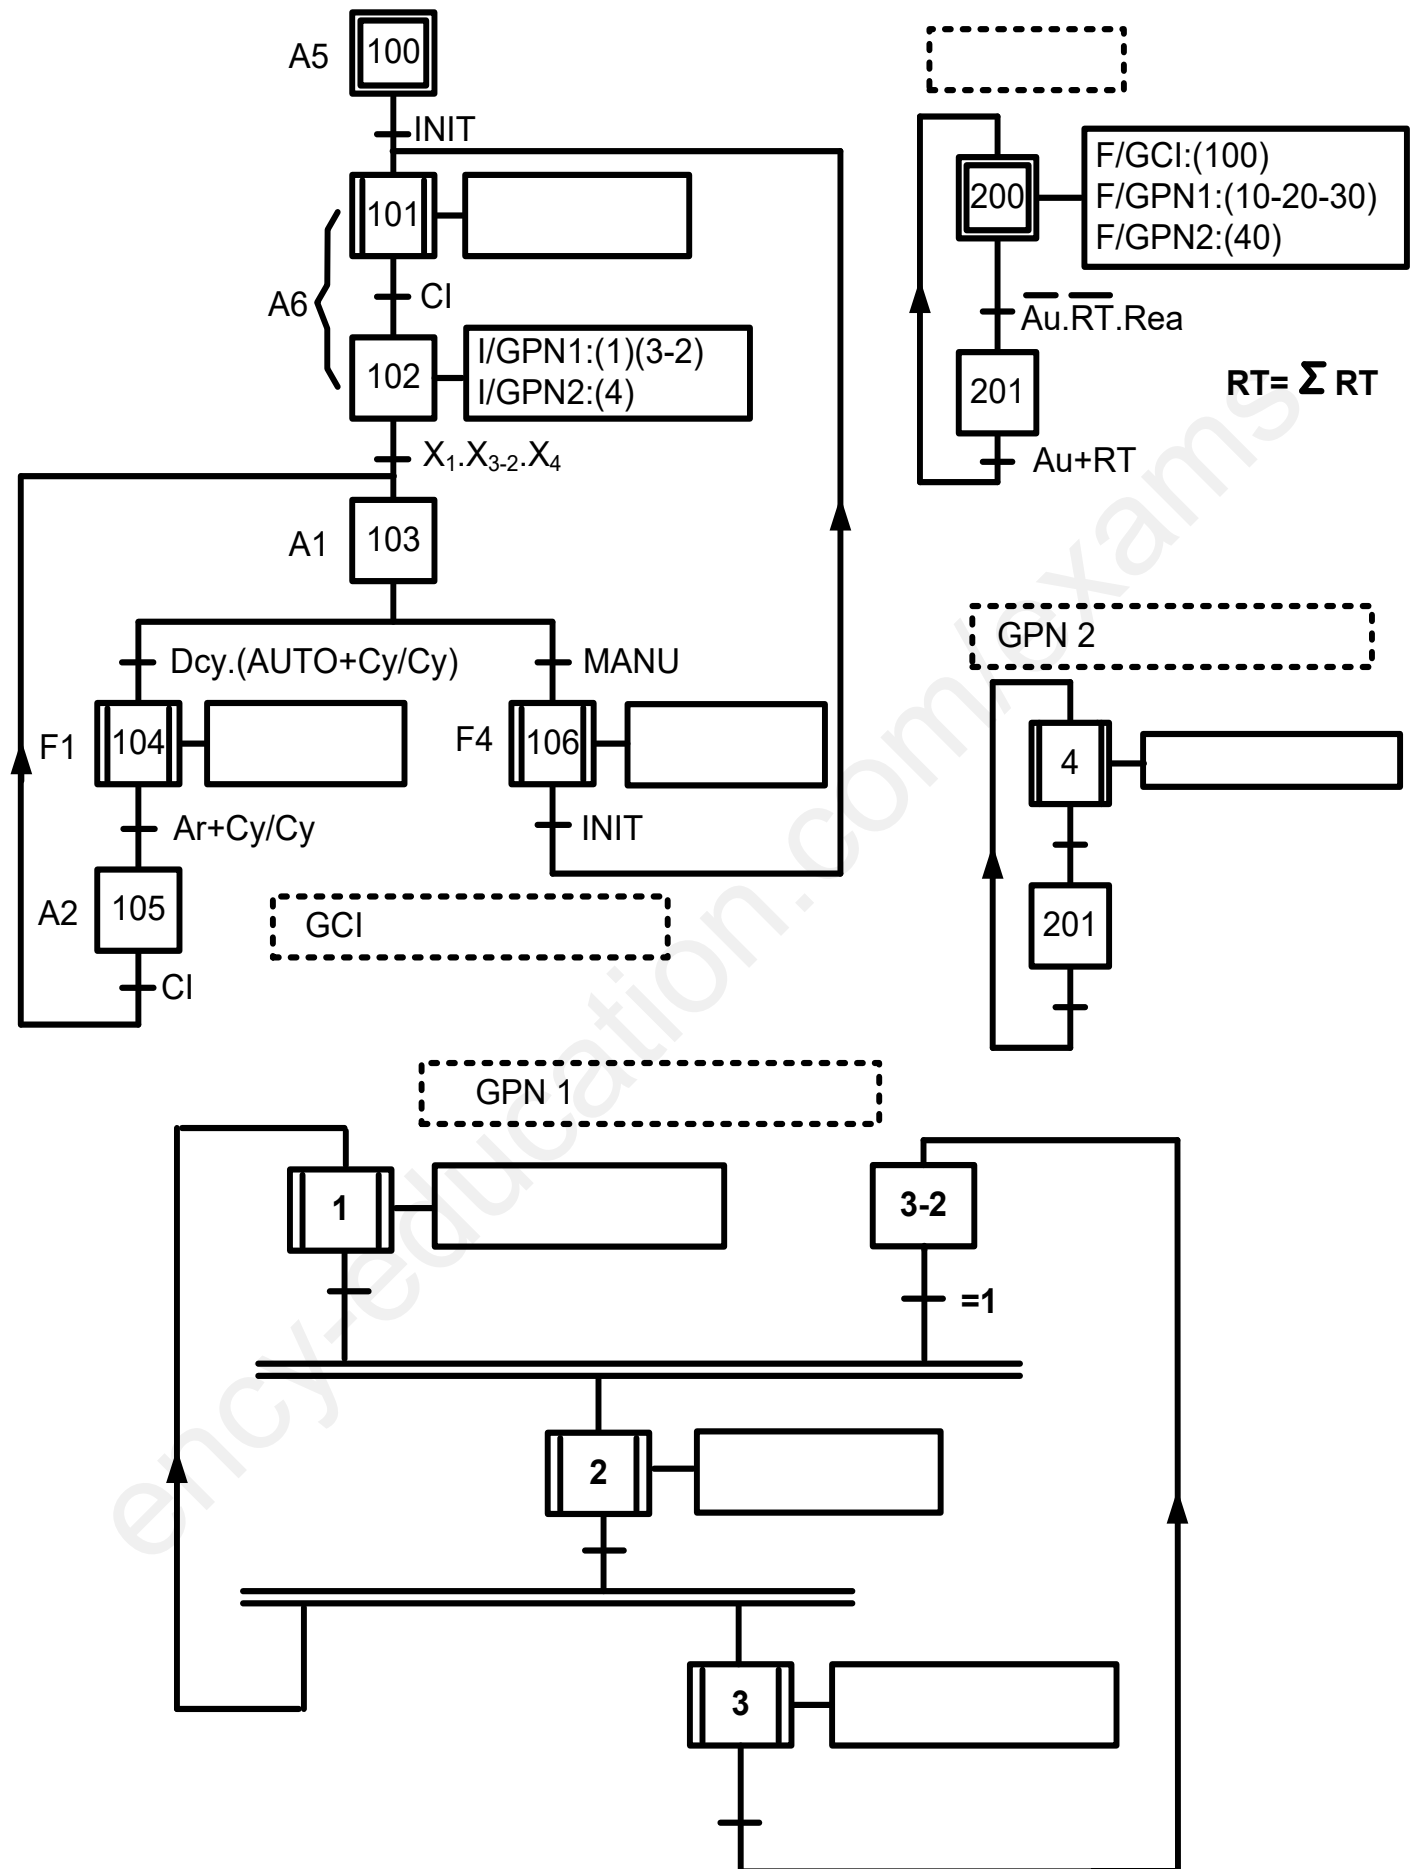 A5
100
INIT
101
A6
CI
102
I/GPN1:(1)(3-2)
I/GPN2:(4)
X1.X3-2.X4
A1
103
Dcy.(AUTO+Cy/Cy)
MANU
F1
104
F4
106
Ar+Cy/Cy
INIT
A2
105
GCI
CI
200
F/GCI:(100)
F/GPN1:(10-20-30)
F/GPN2:(40)
A̅u̅.R̅T̅.Rea
201
RT= Σ RT
Au+RT
GPN 2
4
201
GPN 1
1
3-2
=1
2
3
ency-education.com/exams